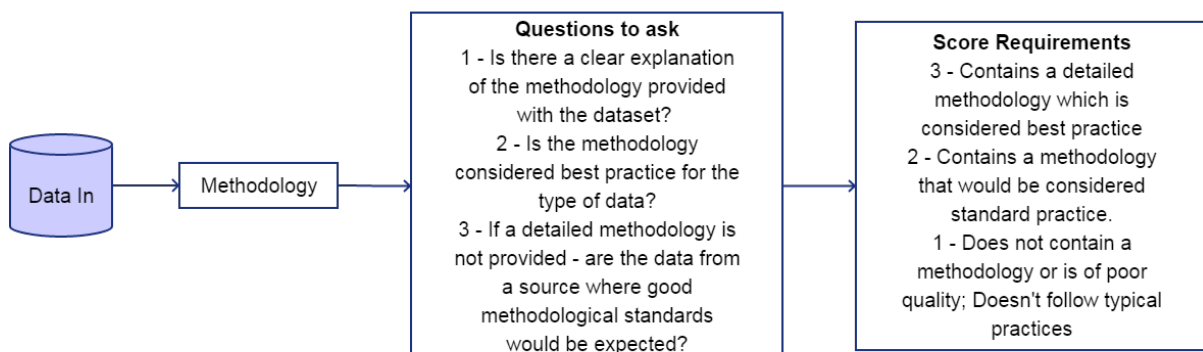 Data In
Methodology
Questions to ask
1 - Is there a clear explanation
of the methodology provided
with the dataset?
2 - Is the methodology
considered best practice for the
type of data?
3 - If a detailed methodology is
not provided - are the data from
a source where good
methodological standards
would be expected?
Score Requirements
3 - Contains a detailed
methodology which is
considered best practice
2 - Contains a methodology
that would be considered
standard practice.
1 - Does not contain a
methodology or is of poor
quality; Doesn't follow typical
practices